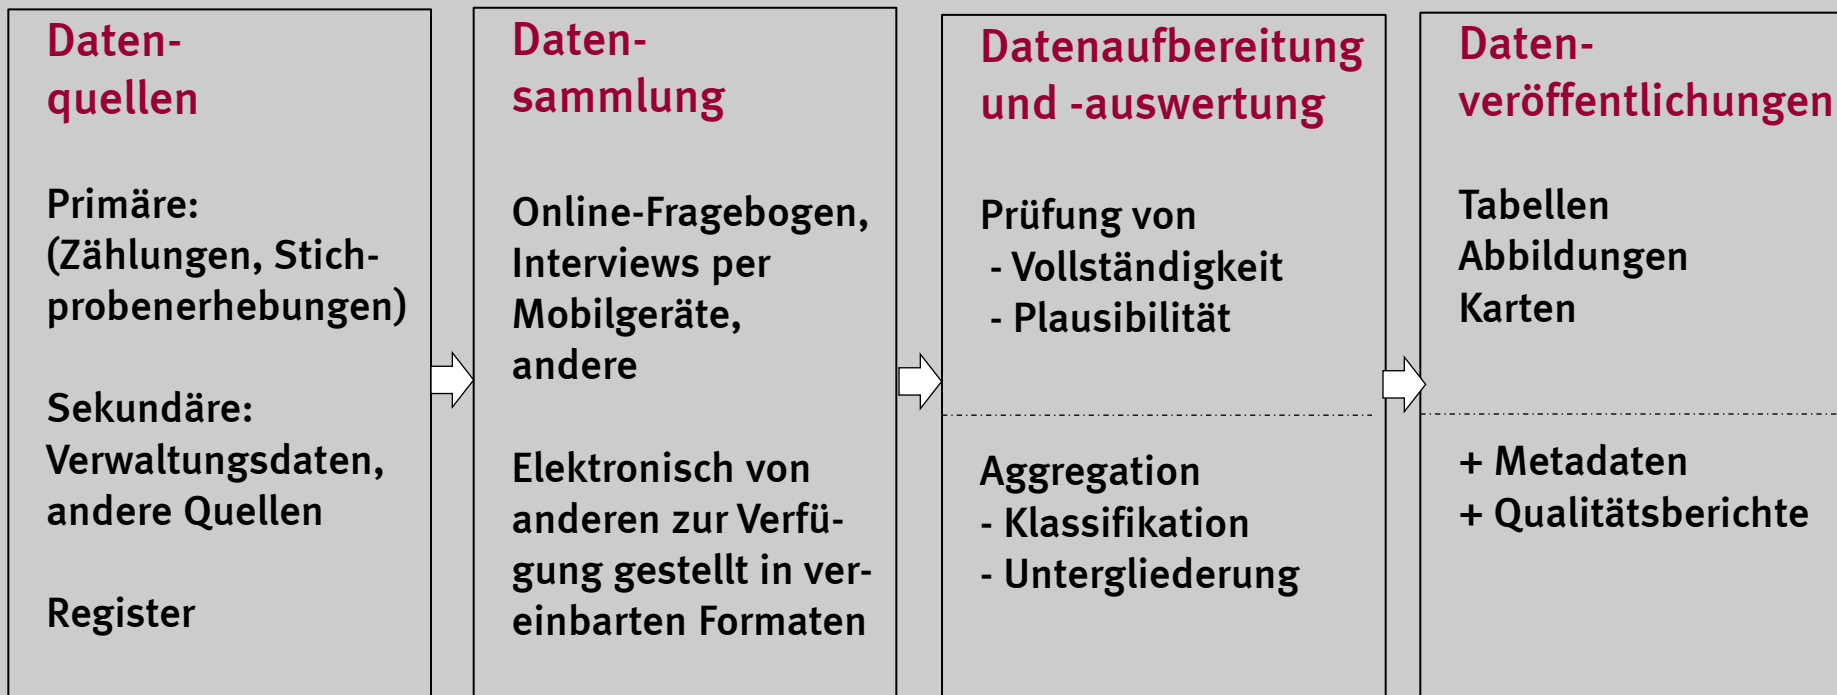 Daten-
quellen
Primäre:
(Zählungen, Stich-
probenerhebungen)
Sekundäre:
Verwaltungsdaten,
andere Quellen
Register
Daten-
sammlung
Online-Fragebogen,
Interviews per
Mobilgeräte,
andere
Elektronisch von
anderen zur Verfü-
gung gestellt in ver-
einbarten Formaten
Datenaufbereitung
und -auswertung
Prüfung von
- Vollständigkeit
- Plausibilität
Aggregation
- Klassifikation
- Untergliederung
Daten-
veröffentlichungen
Tabellen
Abbildungen
Karten
+ Metadaten
+ Qualitätsberichte